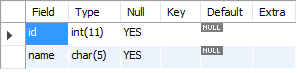 Field Type Null Key Default Extra
id int(11) YES NULL
name char(5) YES NULL